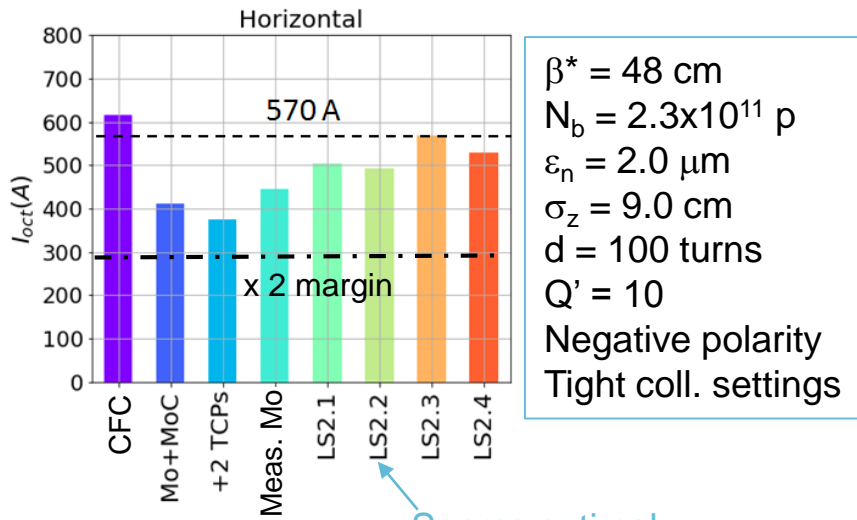 Horizontal
800
700
600
500
400
300
200
100
0
I_oct(A)
570 A
x 2 margin
CFC
Mo+MoC
+2 TCPs
Meas. Mo
LS2.1
LS2.2
LS2.3
LS2.4
β* = 48 cm
N_b = 2.3x10¹¹ p
ε_n = 2.0 μm
σ_z = 9.0 cm
d = 100 turns
Q’ = 10
Negative polarity
Tight coll. settings